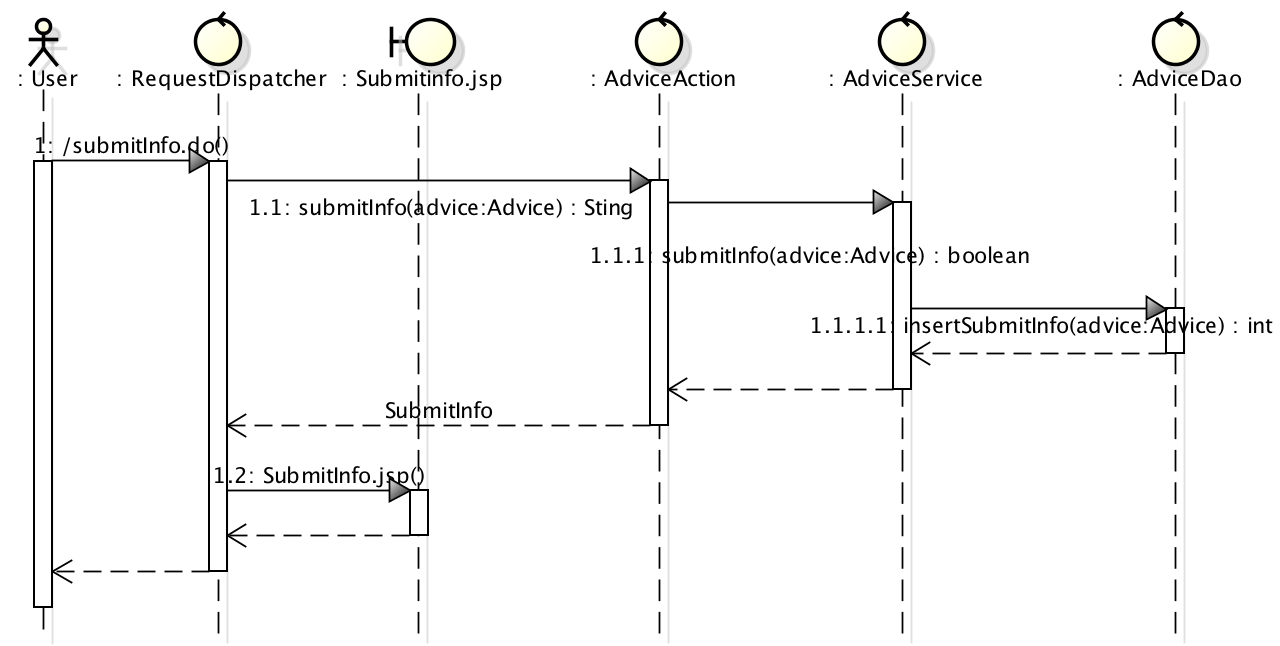 : User
: RequestDispatcher
: Submitinfo.jsp
: AdviceAction
: AdviceService
: AdviceDao
1: /submitInfo.do()
1.1: submitInfo(advice:Advice) : Sting
1.1.1: submitInfo(advice:Advice) : boolean
1.1.1.1: insertSubmitInfo(advice:Advice) : int
SubmitInfo
1.2: SubmitInfo.jsp()